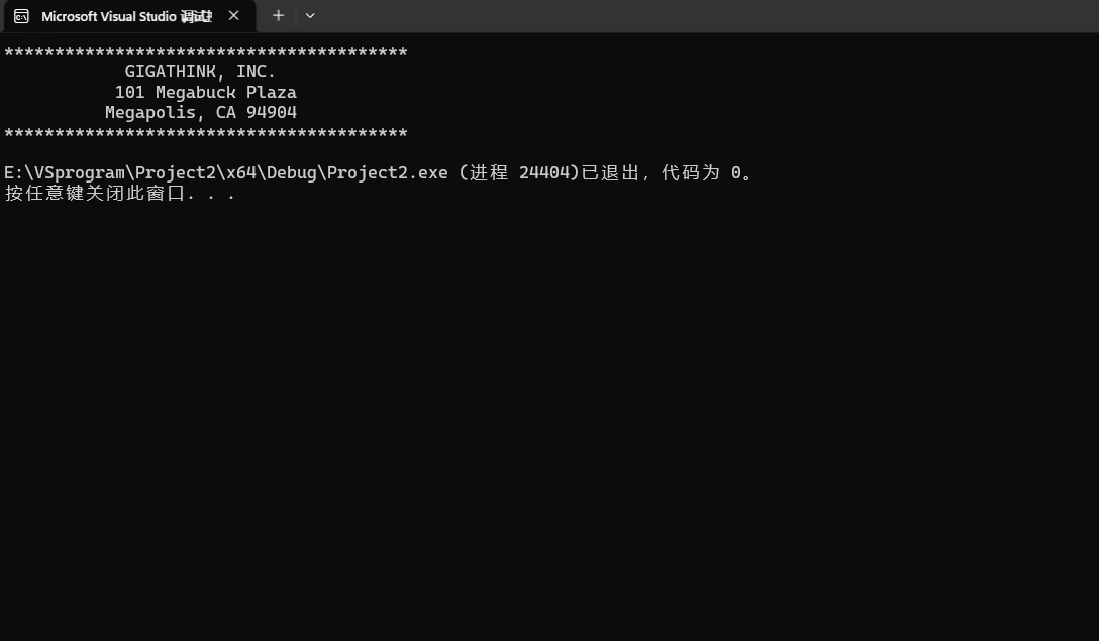 Microsoft Visual Studio 调试
****************************************
GIGATHINK, INC.
101 Megabuck Plaza
Megapolis, CA 94904
****************************************
E:\VSprogram\Project2\x64\Debug\Project2.exe (进程 24404)已退出，代码为 0。
按任意键关闭此窗口. . .